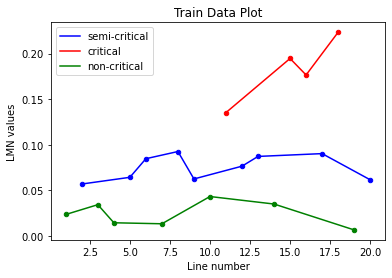 Train Data Plot
semi-critical
critical
non-critical
LMN values
0.20
0.15
0.10
0.05
0.00
2.5 5.0 7.5 10.0 12.5 15.0 17.5 20.0
Line number